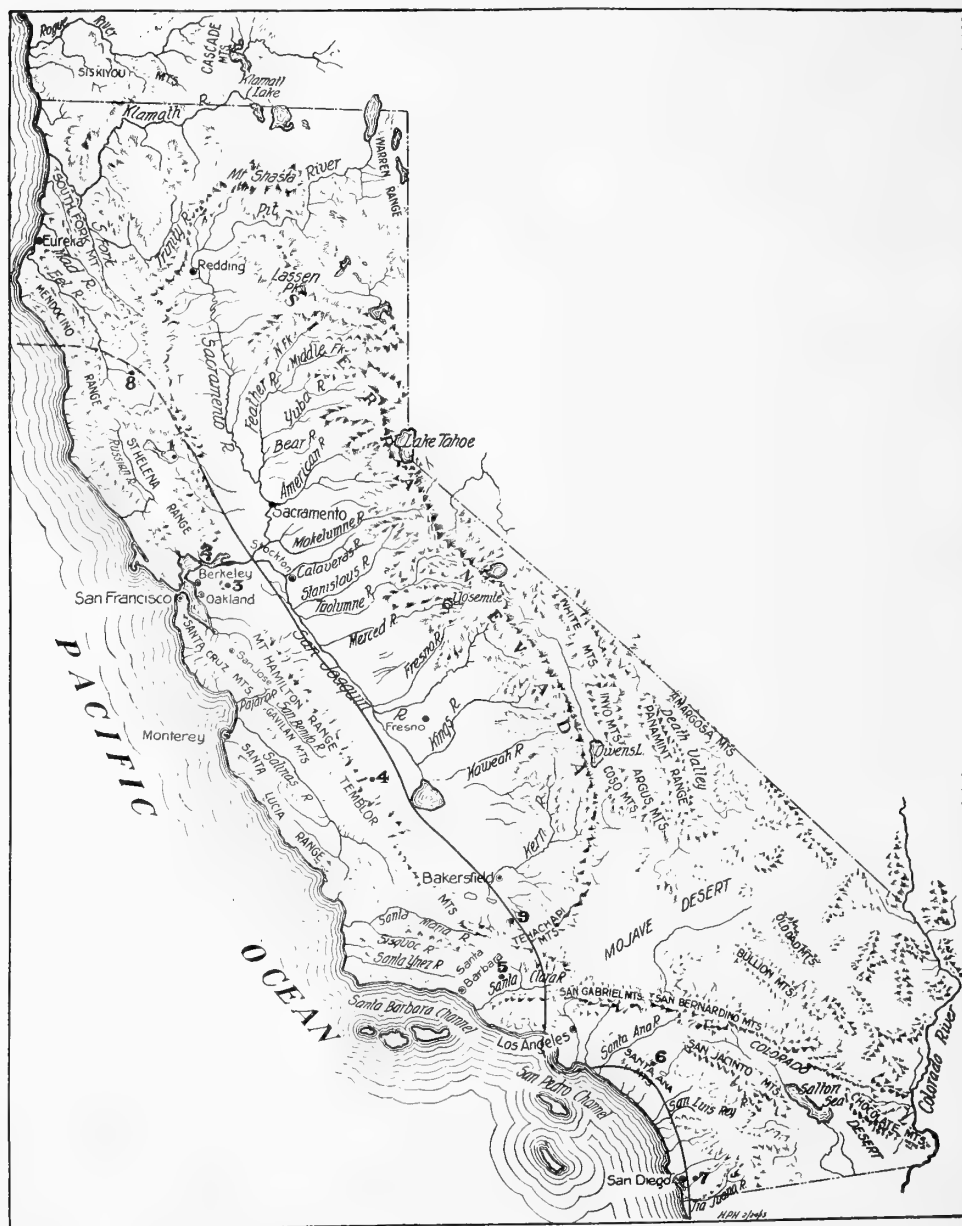 Rogue River
CASCADE MTS
SISKIYOU MTS
Klamath Lake
Klamath R
WARREN RANGE
Mt Shasta
Pit River
SOUTH FORK MT
S Fork
Trinity R
Eureka
Mad R
Eel R
Redding
Lassen PK
MENDOCINO RANGE
Sacramento R
SIERRA NEVADA
N FK
Middle Fk
Feather R
Yuba R
8
Bear R
American R
Lake Tahoe
1
ST HELENA RANGE
Russian R
Sacramento
Mokelumne R
Stockton
Calaveras R
Stanislaus R
2
Berkeley
3
San Francisco
Oakland
Toolumne R
Yosemite
Merced R
SANTA CRUZ MTS
San Jose
MT HAMILTON RANGE
San Joaquin R
Fresno R
WHITE MTS
INYO MTS
AMARGOSA MTS
Death Valley
PANAMINT RANGE
ARGUS MTS
COSO MTS
Owens L.
Pajaro R
San Benito R
GAVILAN MTS
Fresno
Kings R
Monterey
PACIFIC OCEAN
Salinas R
SANTA LUCIA RANGE
4
TEMBLOR MTS
Kaweah R
Kern R
Bakersfield
9
TEHACHAPI MTS
MOJAVE DESERT
OLD DAD MTS
BULLION MTS
Santa Maria R
Sisquoc R
Santa Ynez R
Santa Barbara
5
Santa Clara R
SAN GABRIEL MTS
SAN BERNARDINO MTS
Santa Barbara Channel
Los Angeles
Santa Ana R
6
SANTA ANA MTS
SAN JACINTO MTS
COLORADO DESERT
Salton Sea
CHOCOLATE MTS
Colorado River
San Pedro Channel
San Luis Rey R
San Diego
7
Tia Juana R